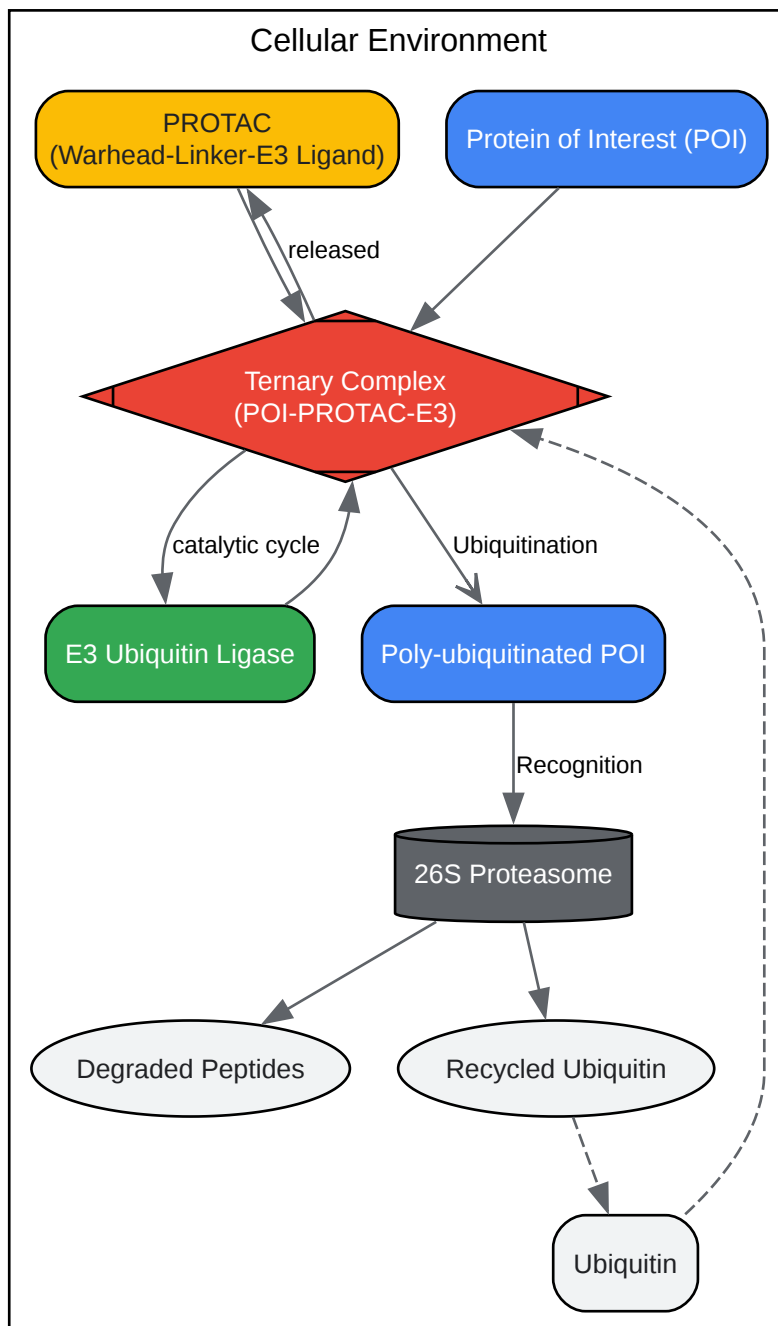 Cellular Environment
PROTAC
(Warhead-Linker-E3 Ligand)
Protein of Interest (POI)
released
Ternary Complex
(POI-PROTAC-E3)
catalytic cycle
Ubiquitination
E3 Ubiquitin Ligase
Poly-ubiquitinated POI
Recognition
26S Proteasome
Degraded Peptides
Recycled Ubiquitin
Ubiquitin